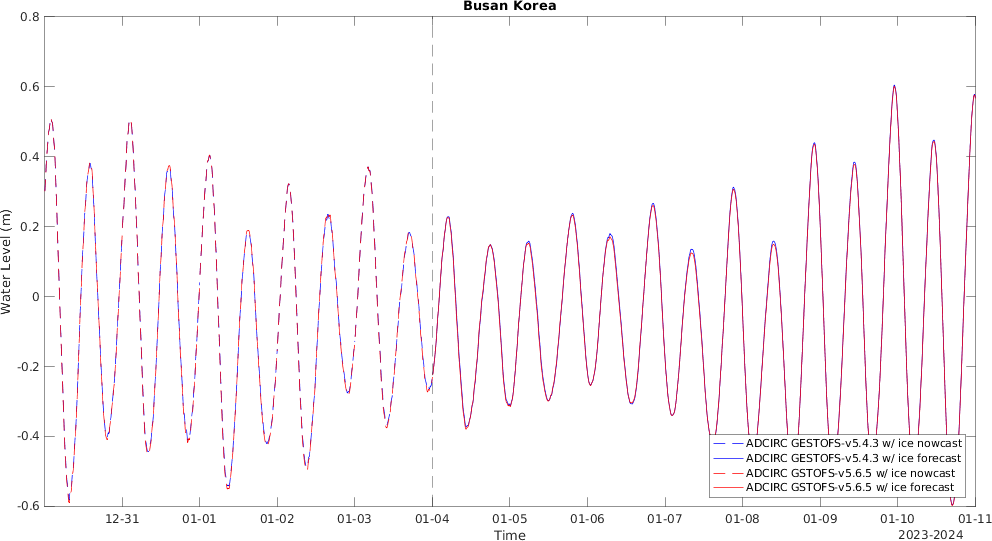 Busan Korea
Water Level (m)
0.8
0.6
0.4
0.2
0
-0.2
-0.4
-0.6
ADCIRC GESTOFS-v5.4.3 w/ ice nowcast
ADCIRC GSTOFS-v5.4.3 w/ ice forecast
ADCIRC GSTOFS-v5.6.5 w/ ice nowcast
ADCIRC GSTOFS-v5.6.5 w/ ice forecast
12-31 01-01 01-02 01-03 01-04 01-05 01-06 01-07 01-08 01-09 01-10 01-11
Time
2023-2024